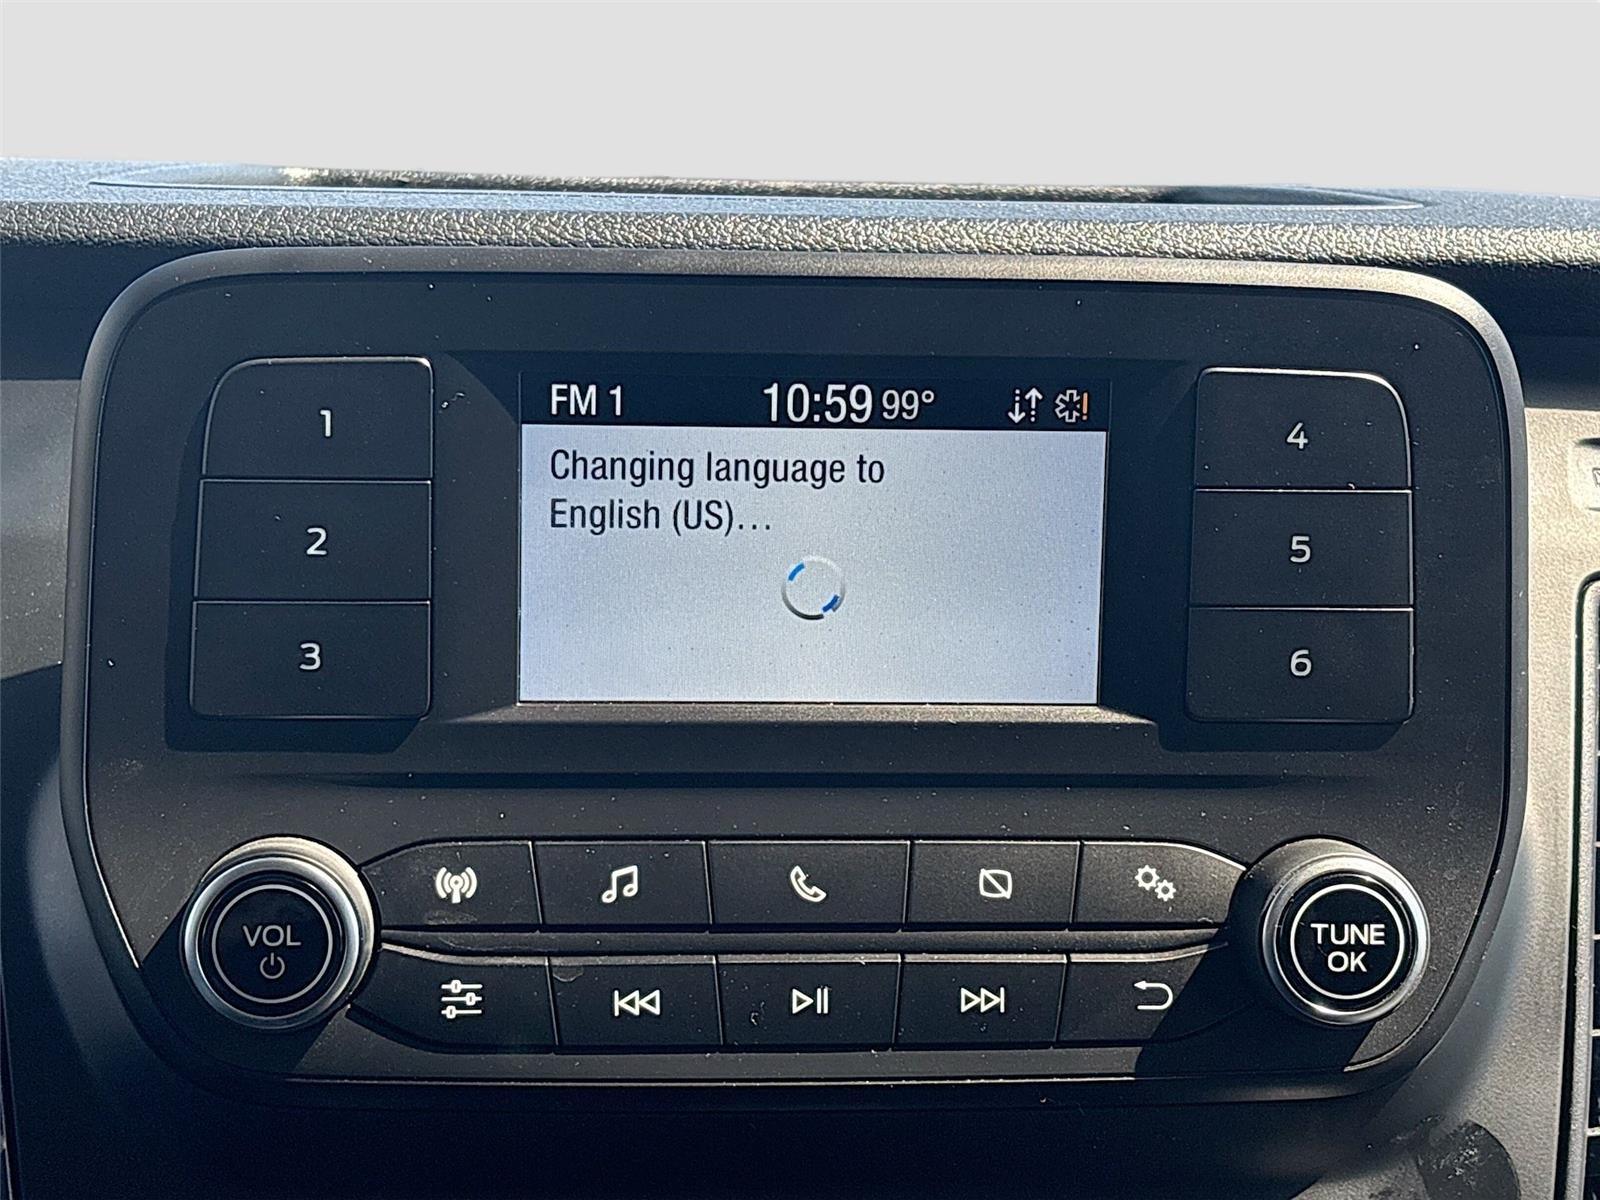 FM 1 10:59 99°
Changing language to
English (US)...
1
2
3
4
5
6
VOL
TUNE
OK